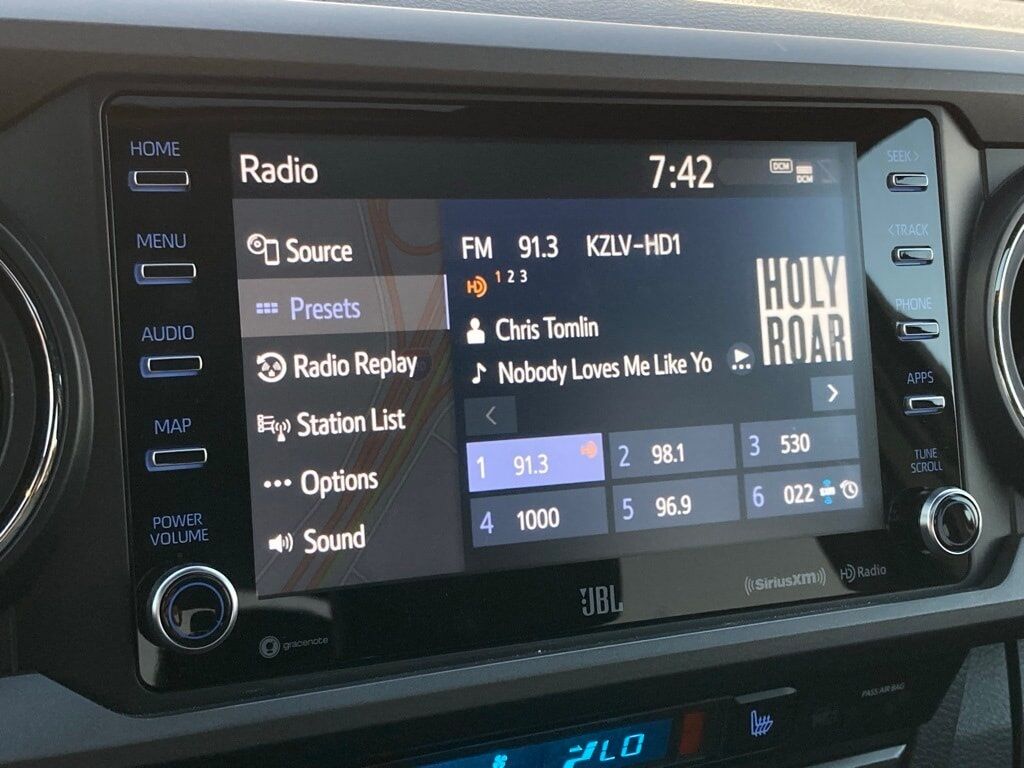 HOME
MENU
AUDIO
MAP
POWER
VOLUME
Radio
7:42
DCM
DCM
Source
Presets
Radio Replay
Station List
Options
Sound
FM 91.3 KZLV-HD1
HD 1 2 3
Chris Tomlin
Nobody Loves Me Like Yo
HOLY
ROAR
<
>
1 91.3
2 98.1
3 530
4 1000
5 96.9
6 022
SEEK >
< TRACK
PHONE
APPS
TUNE
SCROLL
gracenote
JBL
((SiriusXM))
HD Radio
PASS AIR BAG
LO